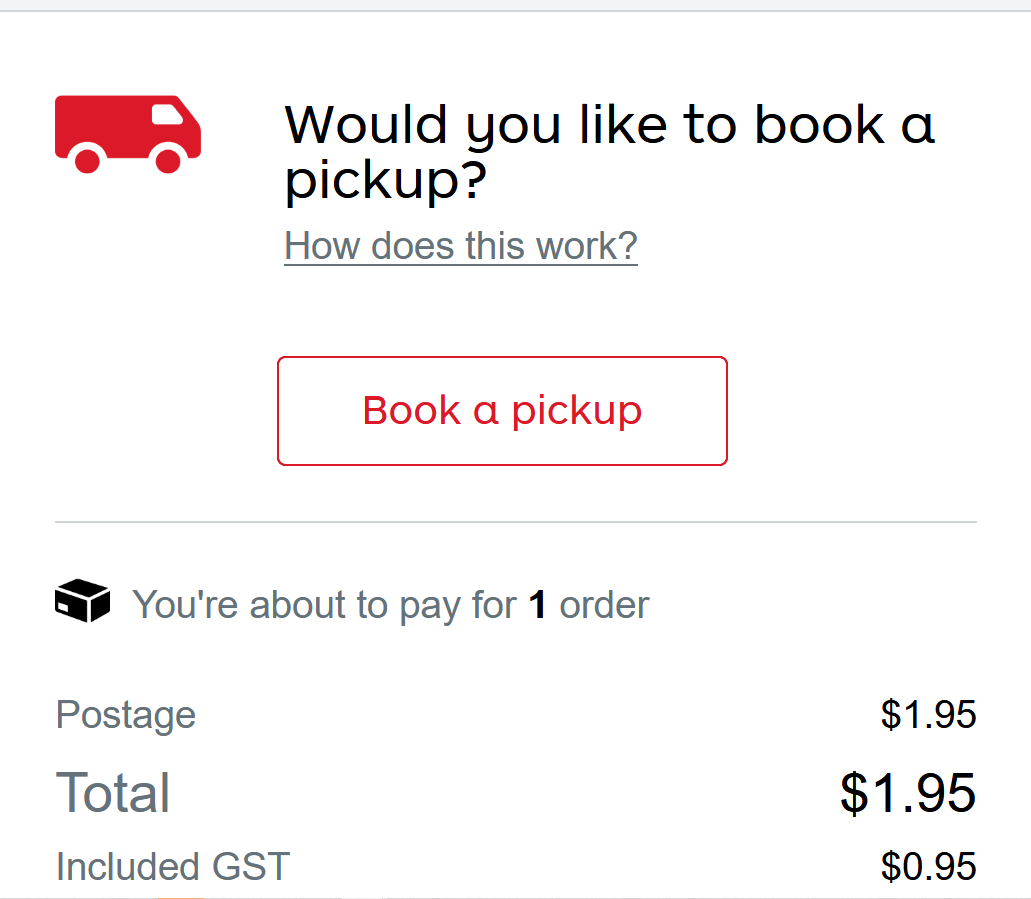 Would you like to book a
pickup?
How does this work?
Book a pickup
You're about to pay for 1 order
Postage $1.95
Total $1.95
Included GST $0.95